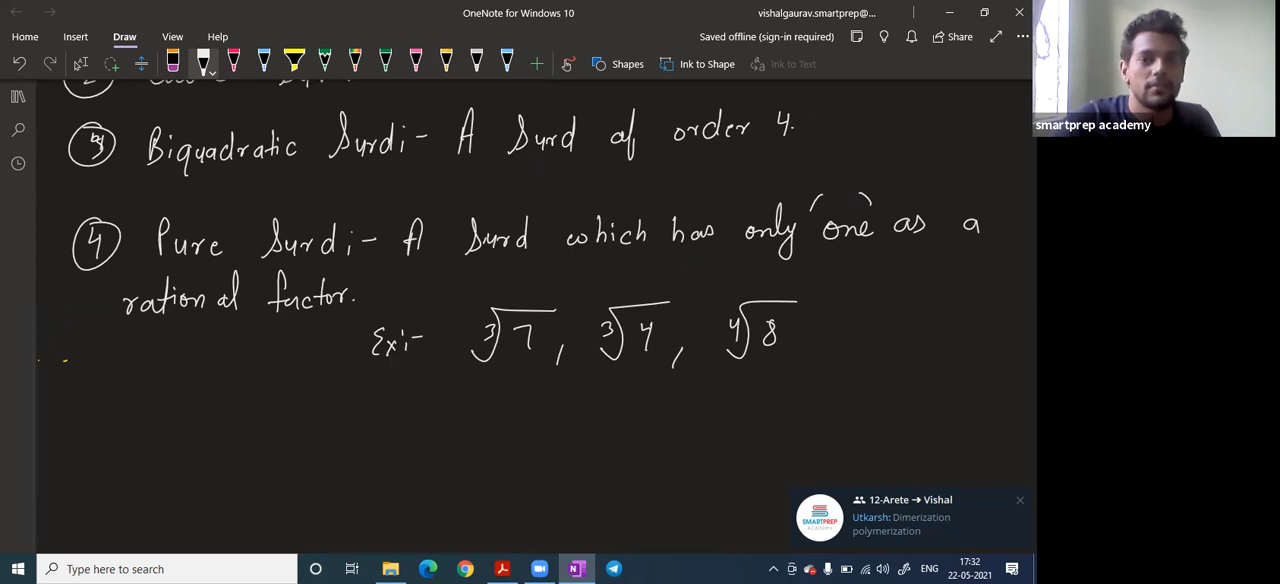 OneNote for Windows 10
vishalgaurav.smartprep@...
Home Insert Draw View Help
Saved offline (sign-in required)
Share
Shapes
Ink to Shape
Ink to Text
smartprep academy
③ Biquadratic Surd:- A Surd of order 4.
④ Pure Surd:- A Surd which has only 'one' as a
rational factor.
Ex:- ∛7, ∛4, ∜8
12-Arete → Vishal
SMARTPREP
ACADEMY
Utkarsh: Dimerization
polymerization
Type here to search
ENG
17:32
22-05-2021